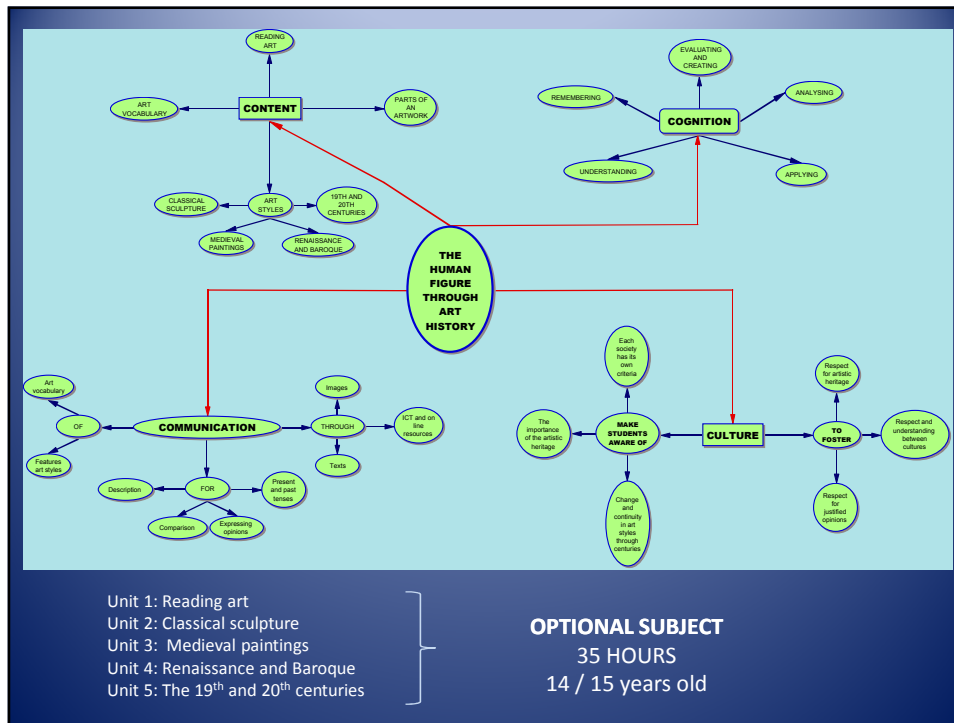 READING
ART
CONTENT
ART
VOCABULARY
PARTS OF
AN
ARTWORK
CLASSICAL
SCULPTURE
ART
STYLES
19TH AND
20TH
CENTURIES
MEDIEVAL
PAINTINGS
RENAISSANCE
AND BAROQUE
EVALUATING
AND
CREATING
REMEMBERING
ANALYSING
COGNITION
UNDERSTANDING
APPLYING
THE
HUMAN
FIGURE
THROUGH
ART
HISTORY
Art
vocabulary
OF
Features
art styles
COMMUNICATION
Images
THROUGH
ICT and on
line
resources
Texts
Description
FOR
Present
and past
tenses
Comparison
Expressing
opinions
Each
society
has its
own
criteria
The
importance
of the artistic
heritage
MAKE
STUDENTS
AWARE OF
Change
and
continuity
in art
styles
through
centuries
CULTURE
Respect
for artistic
heritage
TO
FOSTER
Respect and
understanding
between
cultures
Respect
for
justified
opinions
Unit 1: Reading art
Unit 2: Classical sculpture
Unit 3:  Medieval paintings
Unit 4: Renaissance and Baroque
Unit 5: The 19th and 20th centuries
OPTIONAL SUBJECT
35 HOURS
14 / 15 years old